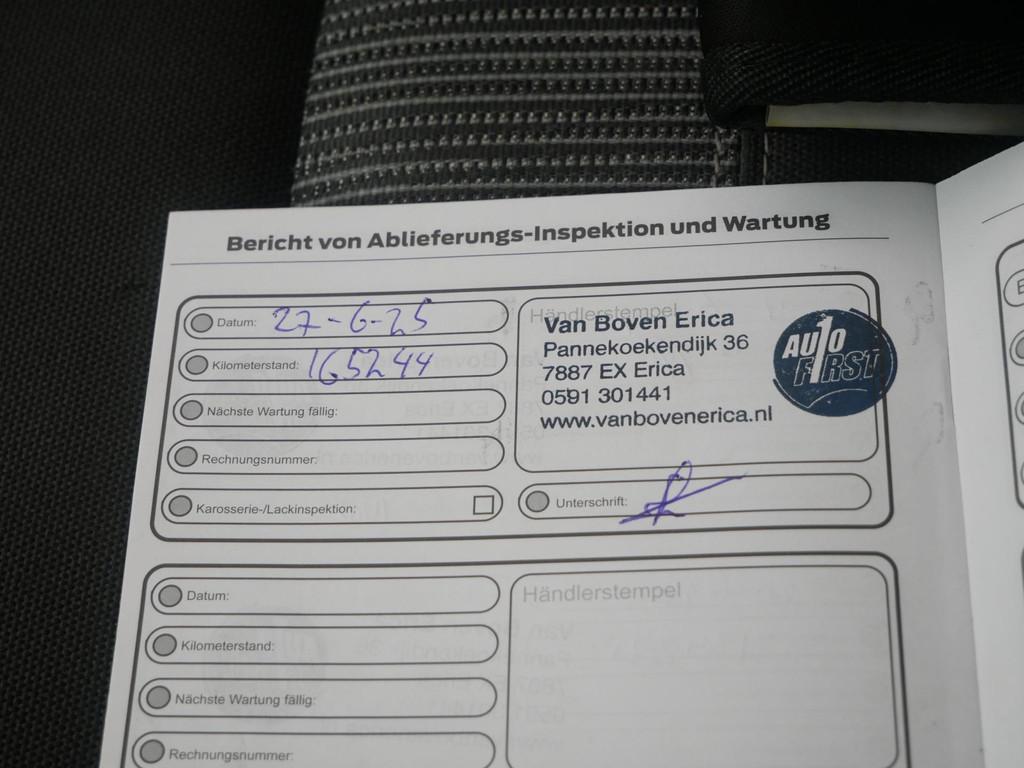 Bericht von Ablieferungs-Inspektion und Wartung
Datum: 27-6-25
Kilometerstand: 165244
Nächste Wartung fällig:
Rechnungsnummer:
Karosserie-/Lackinspektion:
Händlerstempel
Van Boven Erica
Pannekoekendijk 36
7887 EX Erica
0591 301441
www.vanbovenerica.nl
AUTO
F1RST
Unterschrift:
Datum:
Kilometerstand:
Nächste Wartung fällig:
Rechnungsnummer:
Händlerstempel